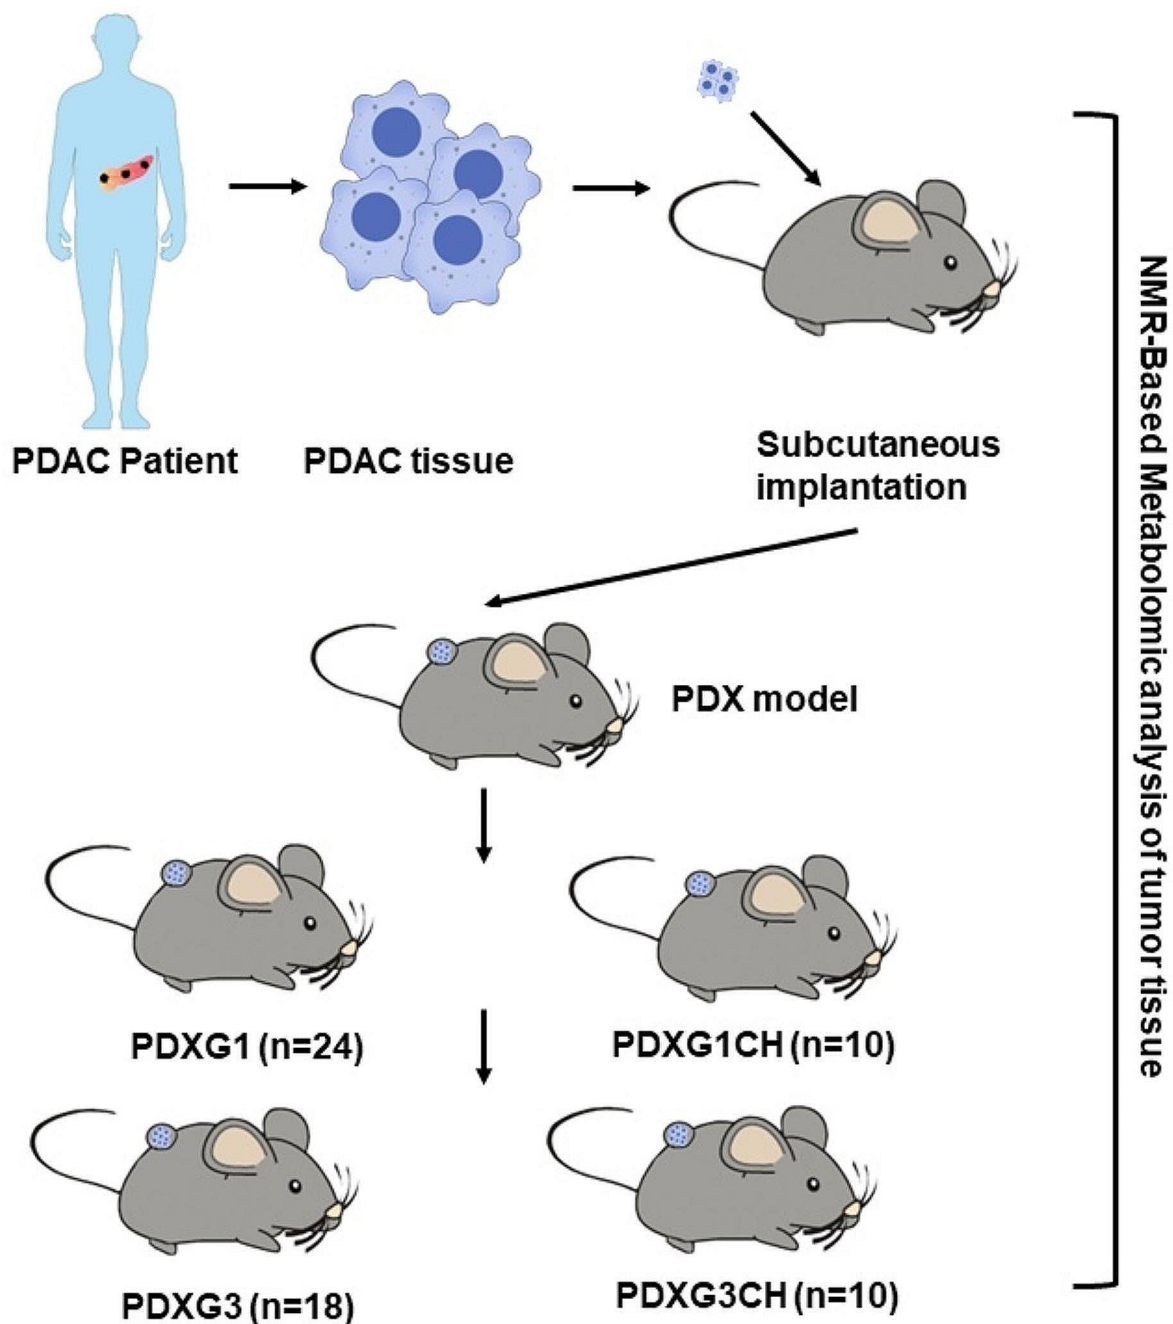 PDAC Patient
PDAC tissue
Subcutaneous
implantation
PDX model
PDXG1 (n=24)
PDXG1CH (n=10)
PDXG3 (n=18)
PDXG3CH (n=10)
NMR-Based Metabolomic analysis of tumor tissue